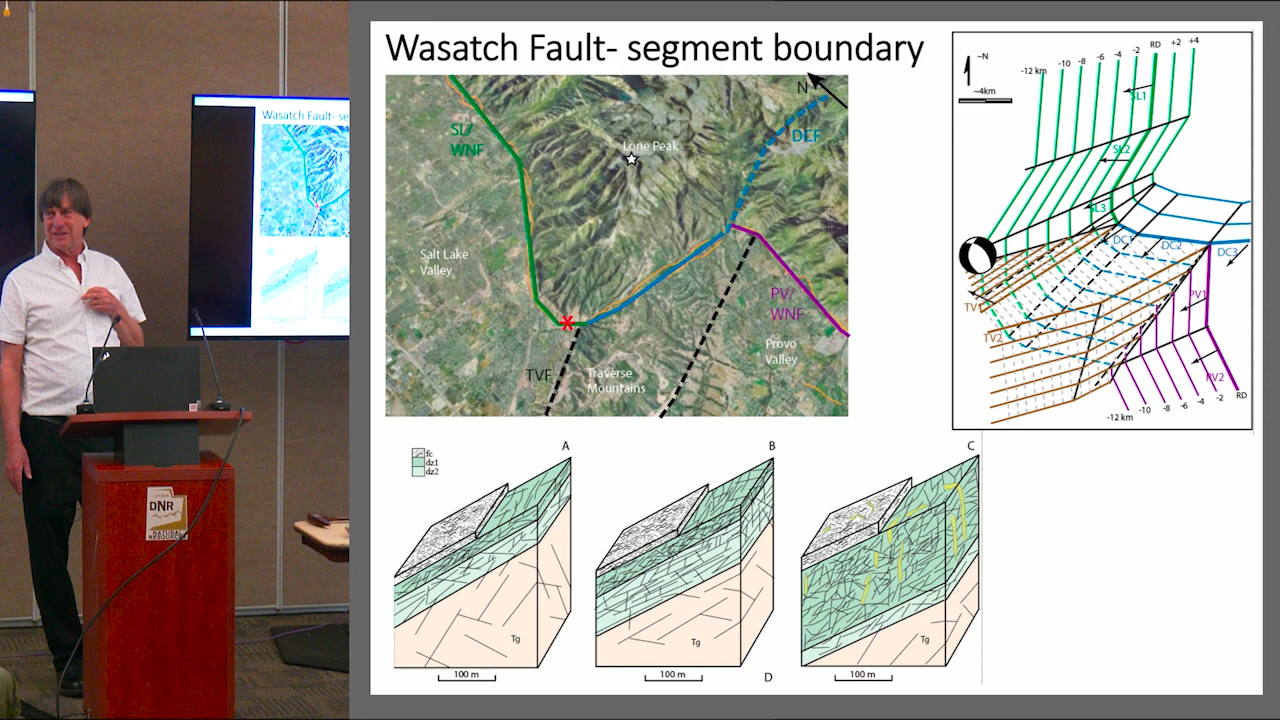 Wasatch Fault- segment boundary
N
SL/
WNF
DCF
Lone Peak
Salt Lake
Valley
PV/
WNF
Provo
Valley
TVF
Traverse
Mountains
~N
~4km
-12 km
-10
-8
-6
-4
-2
RD
+2
+4
SL1
SL2
SL3
DC1
DC2
DC3
TV1
TV2
PV1
PV2
-12 km
-10
-8
-6
-4
-2
RD
fc
dz1
dz2
A
B
C
Tg
Tg
Tg
100 m
100 m
D
100 m
Wasatch Fault- se
UTAH
DNR
NATURAL
RESOURCES